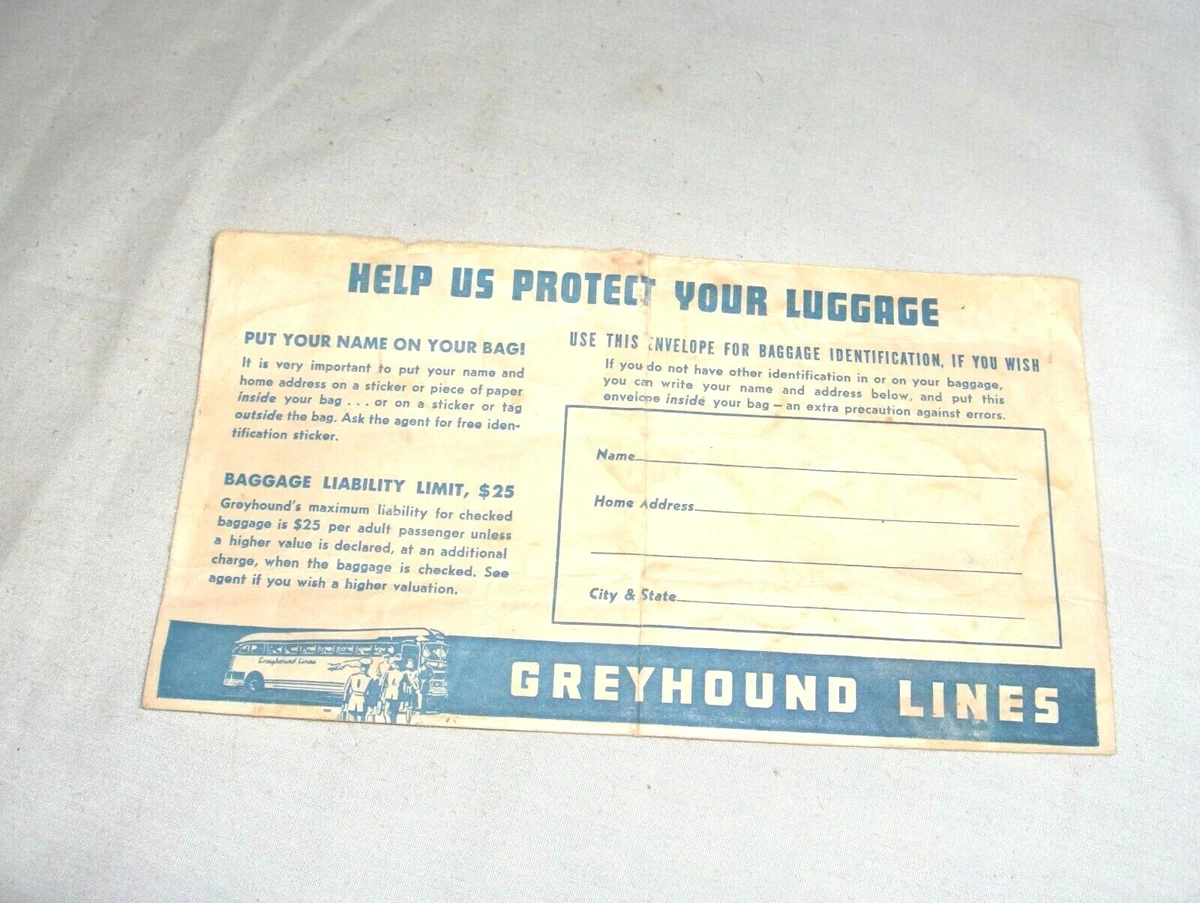 HELP US PROTECT YOUR LUGGAGE
PUT YOUR NAME ON YOUR BAG!
It is very important to put your name and
home address on a sticker or piece of paper
inside your bag . . . or on a sticker or tag
outside the bag. Ask the agent for free iden-
tification sticker.
BAGGAGE LIABILITY LIMIT, $25
Greyhound's maximum liability for checked
baggage is $25 per adult passenger unless
a higher value is declared, at an additional
charge, when the baggage is checked. See
agent if you wish a higher valuation.
USE THIS ENVELOPE FOR BAGGAGE IDENTIFICATION, IF YOU WISH
If you do not have other identification in or on your baggage,
you can write your name and address below, and put this
envelope inside your bag — an extra precaution against errors.
Name
Home Address
City & State
Greyhound Lines
GREYHOUND LINES